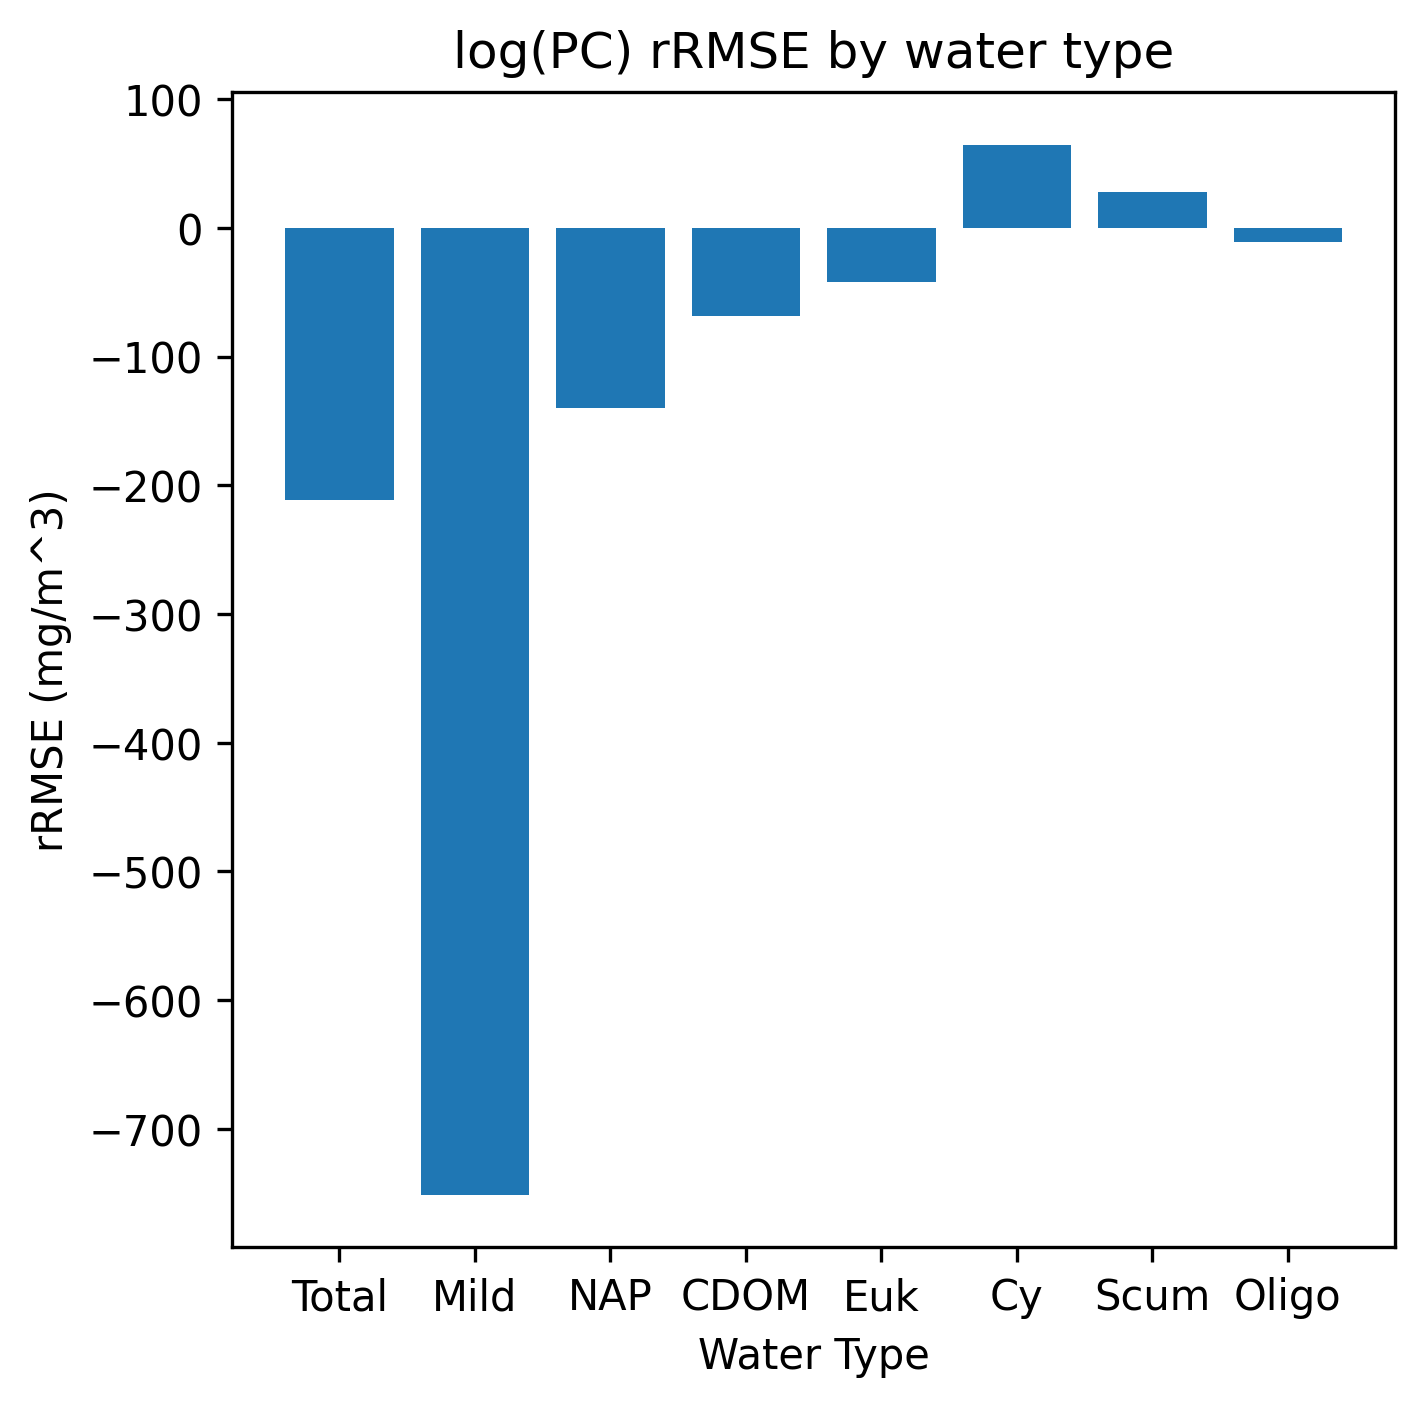 log(PC) rRMSE by water type
100
0
−100
−200
−300
−400
−500
−600
−700
rRMSE (mg/m^3)
Total Mild NAP CDOM Euk Cy Scum Oligo
Water Type